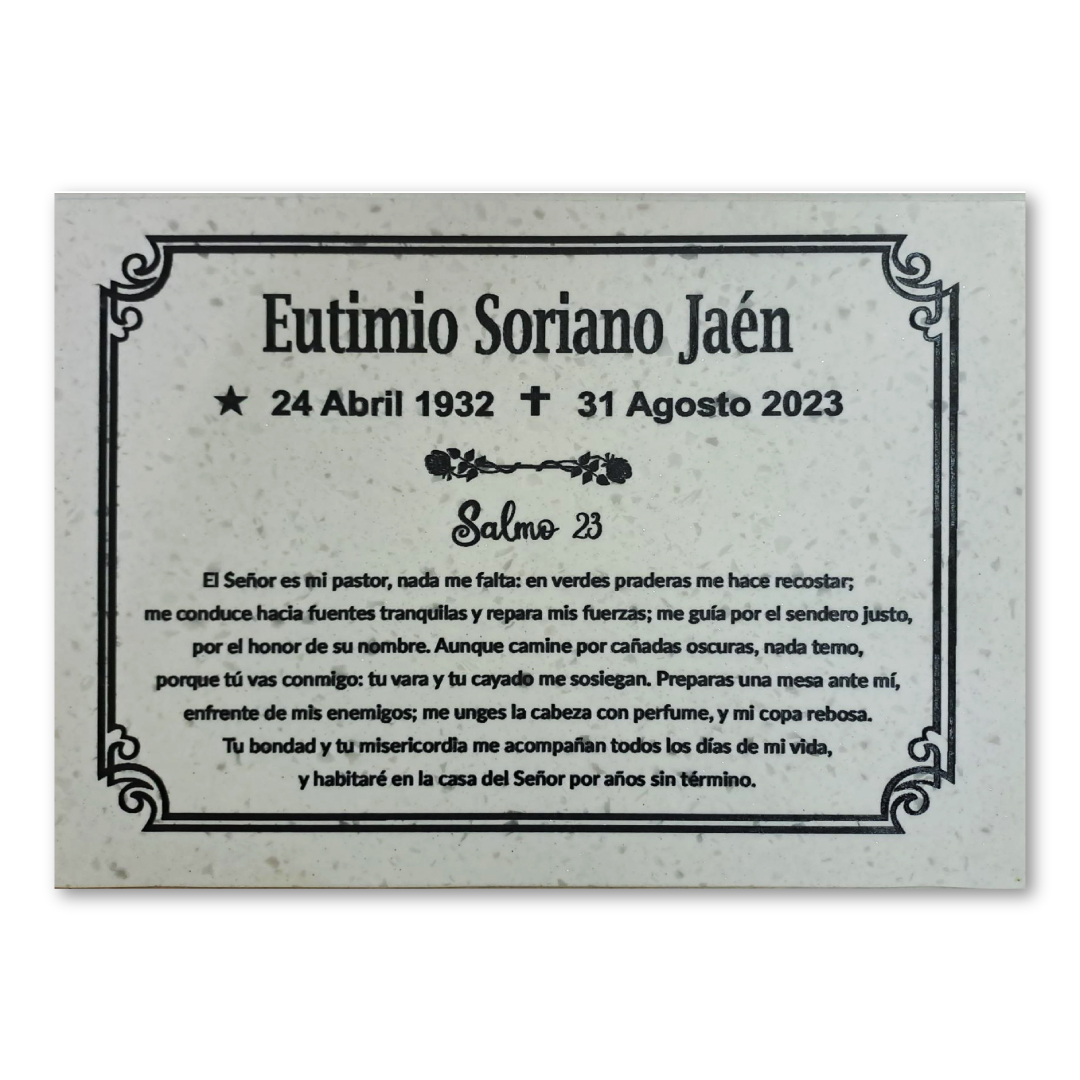 Eutimio Soriano Jaén
★ 24 Abril 1932 ✝ 31 Agosto 2023
Salmo 23
El Señor es mi pastor, nada me falta: en verdes praderas me hace recostar;
me conduce hacia fuentes tranquilas y repara mis fuerzas; me guía por el sendero justo,
por el honor de su nombre. Aunque camine por cañadas oscuras, nada temo,
porque tú vas conmigo: tu vara y tu cayado me sosiegan. Preparas una mesa ante mí,
enfrente de mis enemigos; me unges la cabeza con perfume, y mi copa rebosa.
Tu bondad y tu misericordia me acompañan todos los días de mi vida,
y habitaré en la casa del Señor por años sin término.